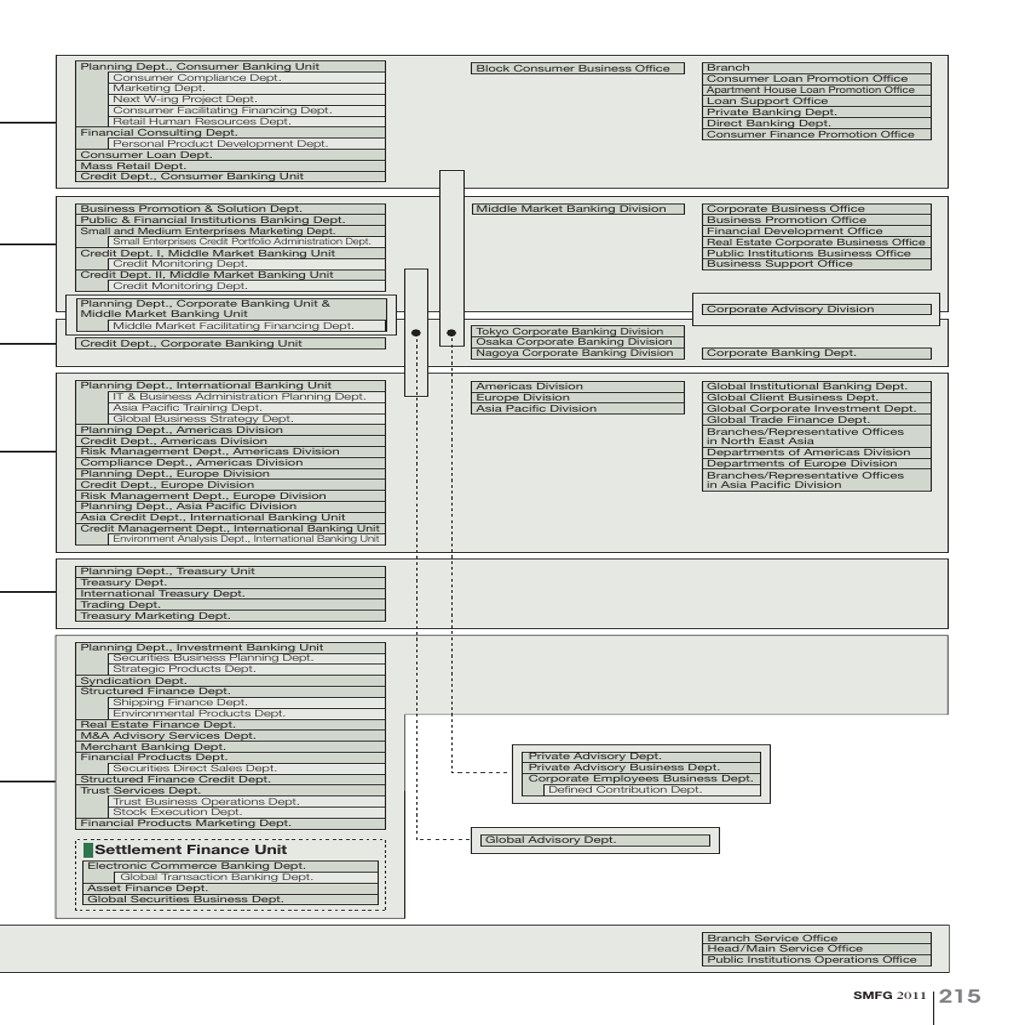 Planning Dept., Consumer Banking Unit
Consumer Compliance Dept.
Marketing Dept.
Next W-ing Project Dept.
Consumer Facilitating Financing Dept.
Retail Human Resources Dept.
Financial Consulting Dept.
Personal Product Development Dept.
Consumer Loan Dept.
Mass Retail Dept.
Credit Dept., Consumer Banking Unit
Block Consumer Business Office
Branch
Consumer Loan Promotion Office
Apartment House Loan Promotion Office
Loan Support Office
Private Banking Dept.
Direct Banking Dept.
Consumer Finance Promotion Office
Business Promotion & Solution Dept.
Public & Financial Institutions Banking Dept.
Small and Medium Enterprises Marketing Dept.
Small Enterprises Credit Portfolio Administration Dept.
Credit Dept. I, Middle Market Banking Unit
Credit Monitoring Dept.
Credit Dept. II, Middle Market Banking Unit
Credit Monitoring Dept.
Middle Market Banking Division
Corporate Business Office
Business Promotion Office
Financial Development Office
Real Estate Corporate Business Office
Public Institutions Business Office
Business Support Office
Planning Dept., Corporate Banking Unit &
Middle Market Banking Unit
Middle Market Facilitating Financing Dept.
Corporate Advisory Division
Credit Dept., Corporate Banking Unit
Tokyo Corporate Banking Division
Osaka Corporate Banking Division
Nagoya Corporate Banking Division
Corporate Banking Dept.
Planning Dept., International Banking Unit
IT & Business Administration Planning Dept.
Asia Pacific Training Dept.
Global Business Strategy Dept.
Planning Dept., Americas Division
Credit Dept., Americas Division
Risk Management Dept., Americas Division
Compliance Dept., Americas Division
Planning Dept., Europe Division
Credit Dept., Europe Division
Risk Management Dept., Europe Division
Planning Dept., Asia Pacific Division
Asia Credit Dept., International Banking Unit
Credit Management Dept., International Banking Unit
Environment Analysis Dept., International Banking Unit
Americas Division
Europe Division
Asia Pacific Division
Global Institutional Banking Dept.
Global Client Business Dept.
Global Corporate Investment Dept.
Global Trade Finance Dept.
Branches/Representative Offices
in North East Asia
Departments of Americas Division
Departments of Europe Division
Branches/Representative Offices
in Asia Pacific Division
Planning Dept., Treasury Unit
Treasury Dept.
International Treasury Dept.
Trading Dept.
Treasury Marketing Dept.
Planning Dept., Investment Banking Unit
Securities Business Planning Dept.
Strategic Products Dept.
Syndication Dept.
Structured Finance Dept.
Shipping Finance Dept.
Environmental Products Dept.
Real Estate Finance Dept.
M&A Advisory Services Dept.
Merchant Banking Dept.
Financial Products Dept.
Securities Direct Sales Dept.
Structured Finance Credit Dept.
Trust Services Dept.
Trust Business Operations Dept.
Stock Execution Dept.
Financial Products Marketing Dept.
Private Advisory Dept.
Private Advisory Business Dept.
Corporate Employees Business Dept.
Defined Contribution Dept.
Global Advisory Dept.
Settlement Finance Unit
Electronic Commerce Banking Dept.
Global Transaction Banking Dept.
Asset Finance Dept.
Global Securities Business Dept.
Branch Service Office
Head/Main Service Office
Public Institutions Operations Office
SMFG 2011 215